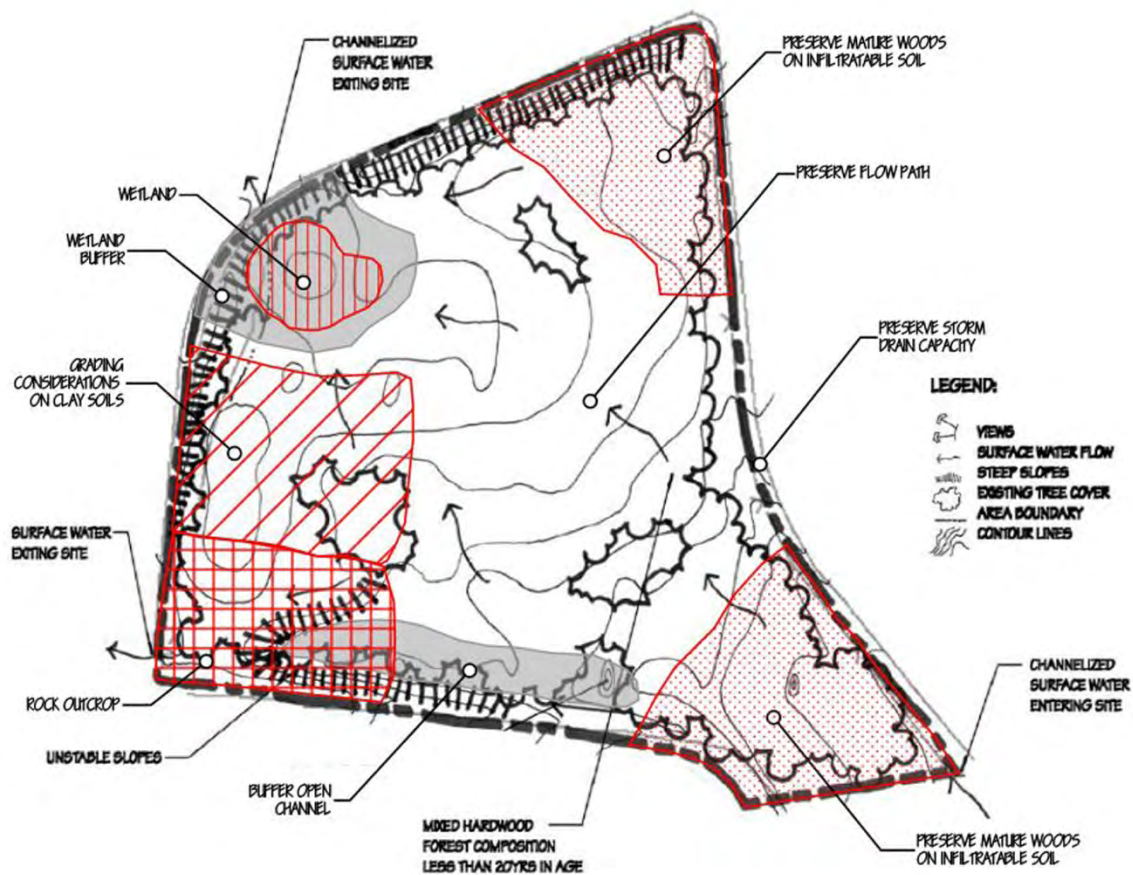 CHANNELIZED
SURFACE WATER
EXITING SITE
PRESERVE MATURE WOODS
ON INFILTRATABLE SOIL
PRESERVE FLOW PATH
WETLAND
WETLAND
BUFFER
GRADING
CONSIDERATIONS
ON CLAY SOILS
PRESERVE STORM
DRAIN CAPACITY
LEGEND:
VIEWS
SURFACE WATER FLOW
STEEP SLOPES
EXISTING TREE COVER
AREA BOUNDARY
CONTOUR LINES
SURFACE WATER
EXITING SITE
ROCK OUTCROP
UNSTABLE SLOPES
BUFFER OPEN
CHANNEL
MIXED HARDWOOD
FOREST COMPOSITION
LESS THAN 20YRS IN AGE
CHANNELIZED
SURFACE WATER
ENTERING SITE
PRESERVE MATURE WOODS
ON INFILTRATABLE SOIL